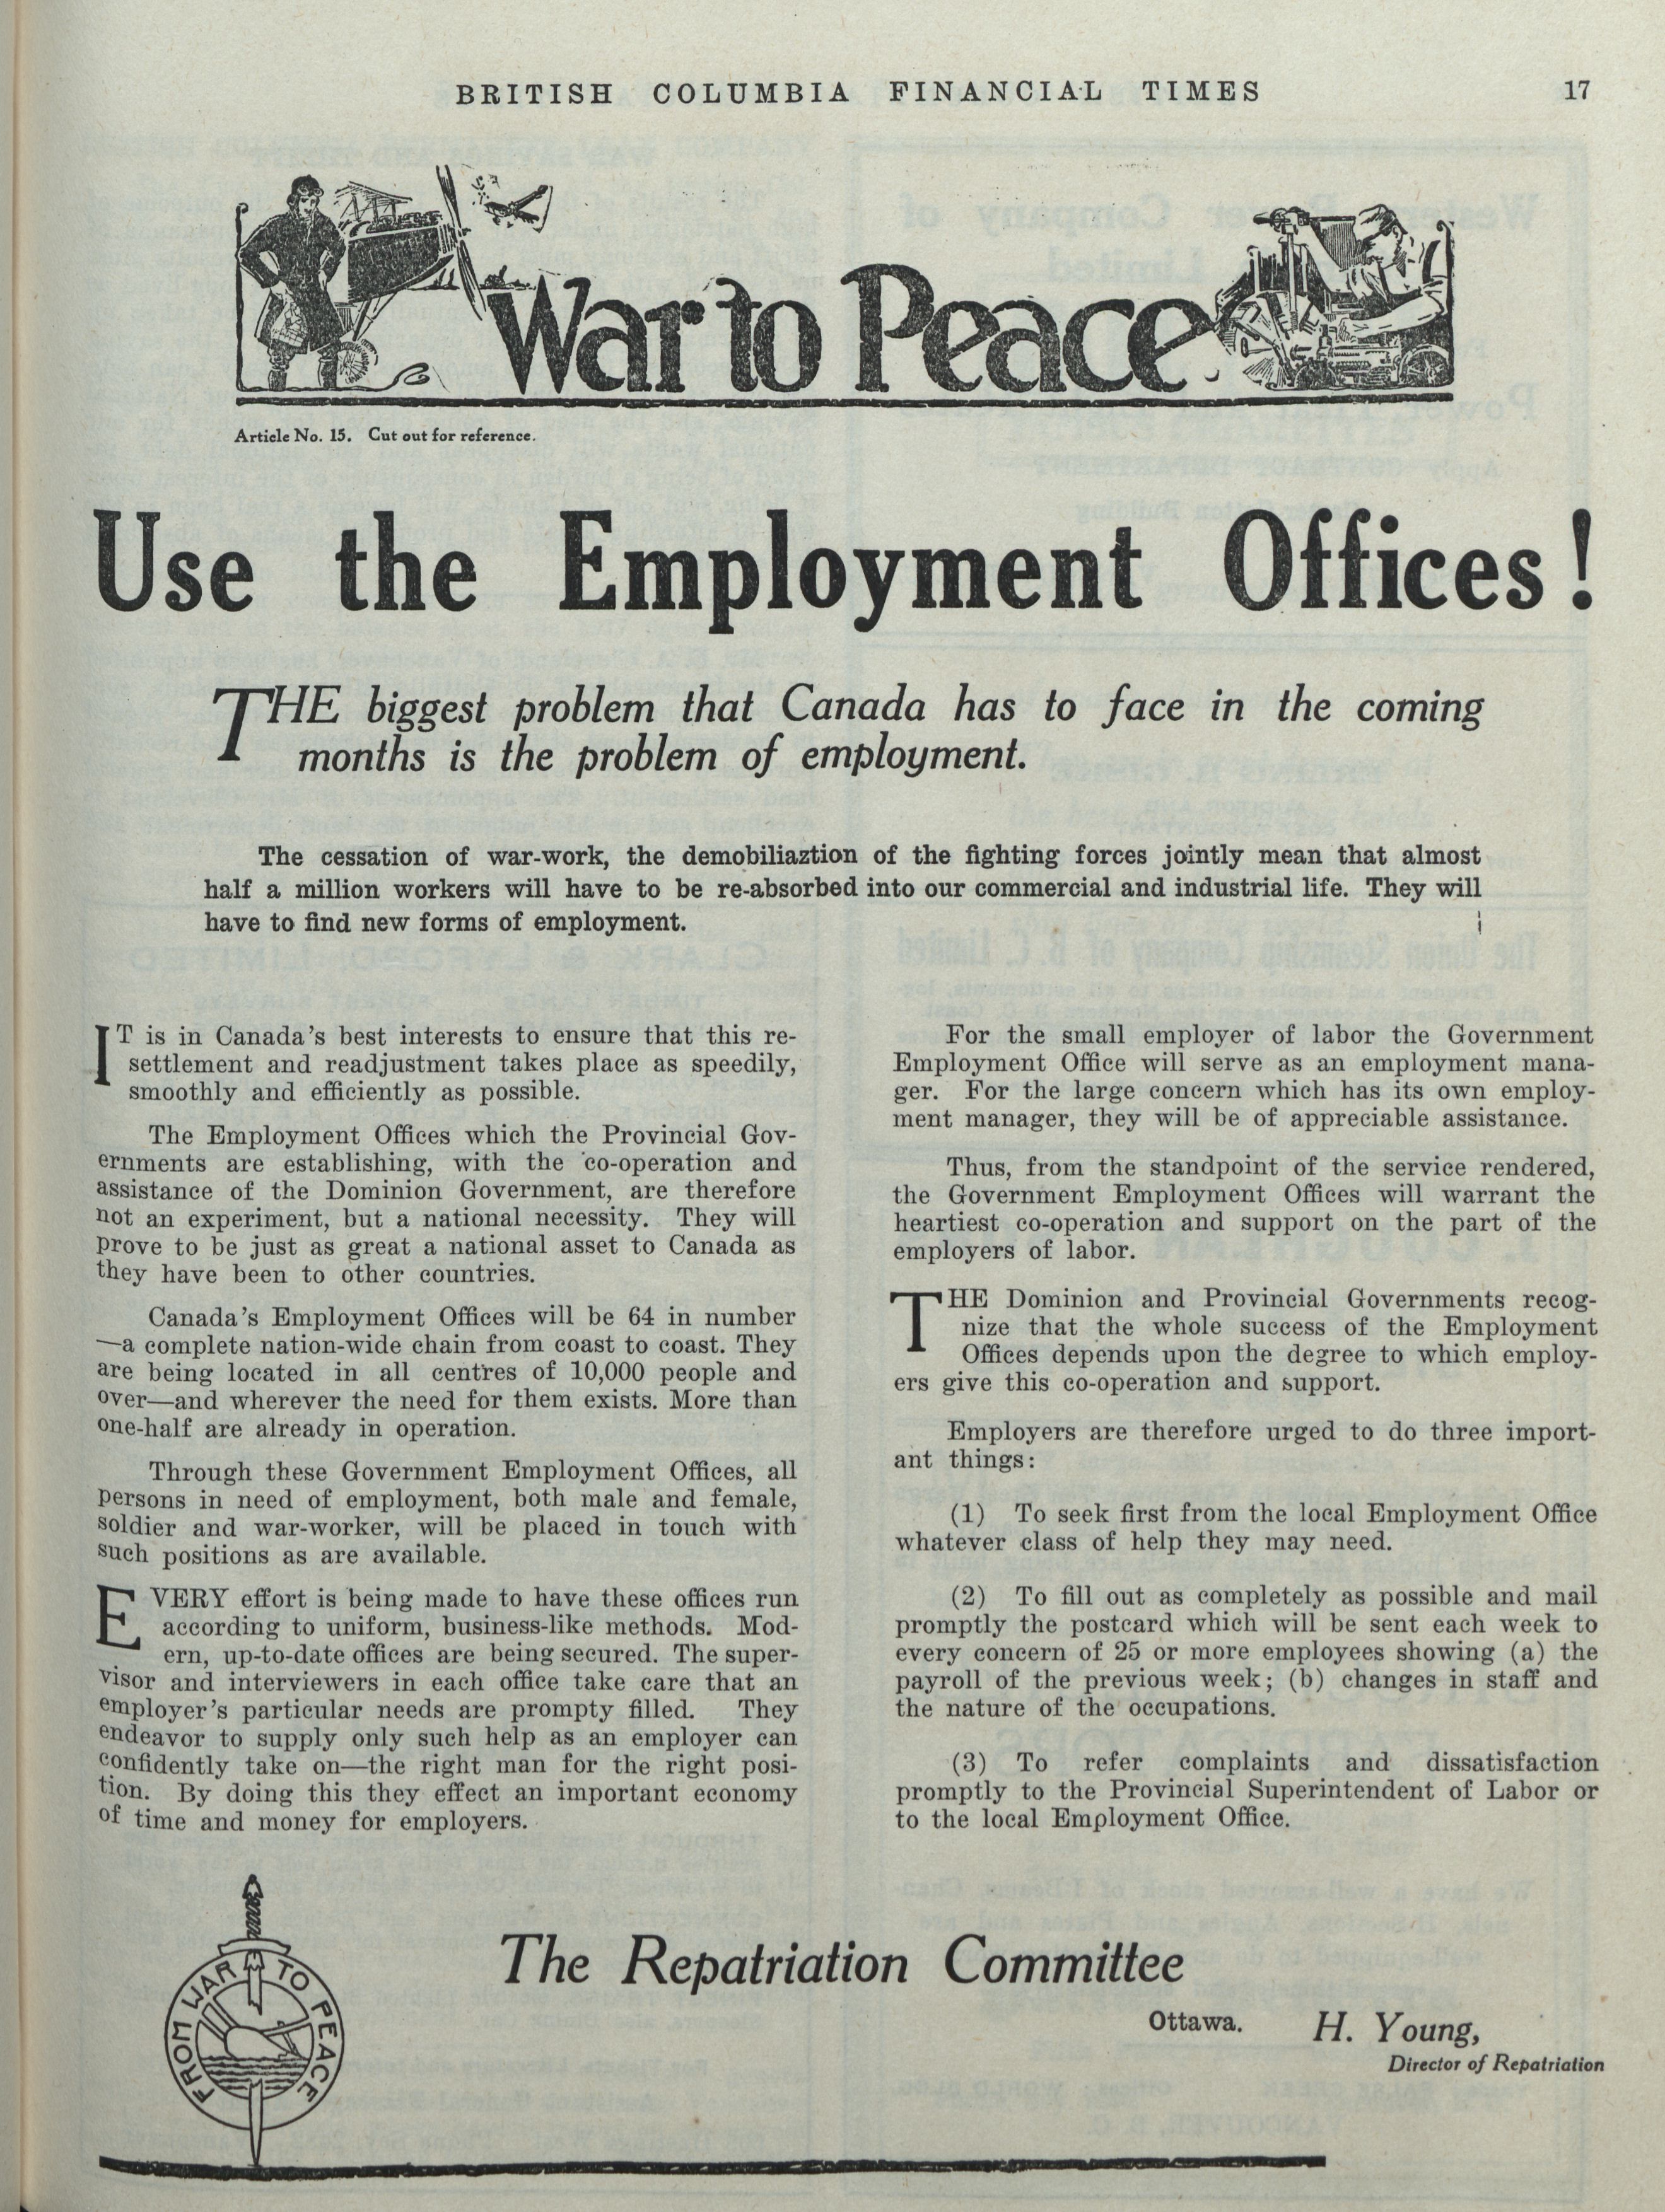 BRITISH COLUMBIA FINANCIAL TIMES 17
War to Peace
Article No. 15. Cut out for reference.
Use the Employment Offices!
THE biggest problem that Canada has to face in the coming
months is the problem of employment.
The cessation of war-work, the demobiliaztion of the fighting forces jointly mean that almost
half a million workers will have to be re-absorbed into our commercial and industrial life. They will
have to find new forms of employment.
IT is in Canada's best interests to ensure that this re-
settlement and readjustment takes place as speedily,
smoothly and efficiently as possible.
The Employment Offices which the Provincial Gov-
ernments are establishing, with the co-operation and
assistance of the Dominion Government, are therefore
not an experiment, but a national necessity. They will
prove to be just as great a national asset to Canada as
they have been to other countries.
Canada's Employment Offices will be 64 in number
—a complete nation-wide chain from coast to coast. They
are being located in all centres of 10,000 people and
over—and wherever the need for them exists. More than
one-half are already in operation.
Through these Government Employment Offices, all
persons in need of employment, both male and female,
soldier and war-worker, will be placed in touch with
such positions as are available.
EVERY effort is being made to have these offices run
according to uniform, business-like methods. Mod-
ern, up-to-date offices are being secured. The super-
visor and interviewers in each office take care that an
employer's particular needs are prompty filled. They
endeavor to supply only such help as an employer can
confidently take on—the right man for the right posi-
tion. By doing this they effect an important economy
of time and money for employers.
For the small employer of labor the Government
Employment Office will serve as an employment mana-
ger. For the large concern which has its own employ-
ment manager, they will be of appreciable assistance.
Thus, from the standpoint of the service rendered,
the Government Employment Offices will warrant the
heartiest co-operation and support on the part of the
employers of labor.
THE Dominion and Provincial Governments recog-
nize that the whole success of the Employment
Offices depends upon the degree to which employ-
ers give this co-operation and support.
Employers are therefore urged to do three import-
ant things:
(1) To seek first from the local Employment Office
whatever class of help they may need.
(2) To fill out as completely as possible and mail
promptly the postcard which will be sent each week to
every concern of 25 or more employees showing (a) the
payroll of the previous week; (b) changes in staff and
the nature of the occupations.
(3) To refer complaints and dissatisfaction
promptly to the Provincial Superintendent of Labor or
to the local Employment Office.
FROM WAR TO PEACE
The Repatriation Committee
Ottawa. H. Young,
Director of Repatriation